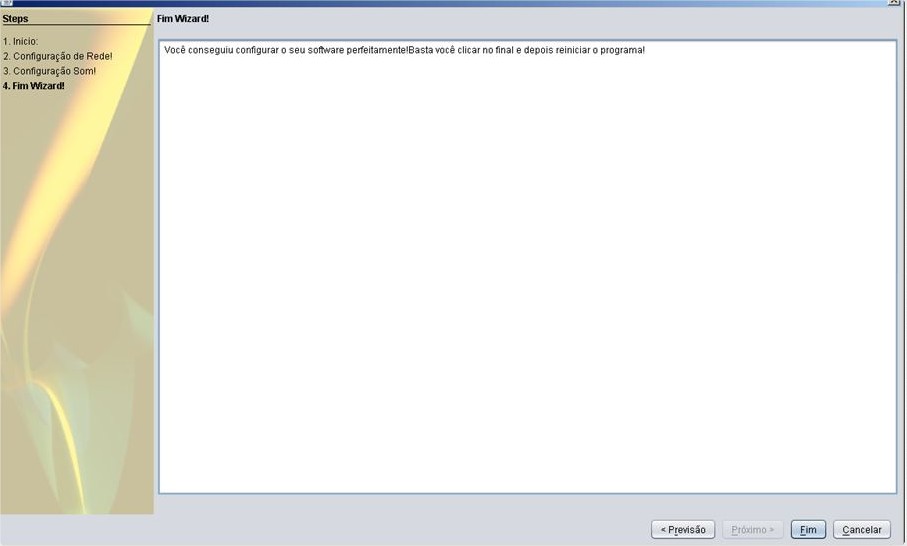 Steps
1. Inicio:
2. Configuração de Rede!
3. Configuração Som!
4. Fim Wizard!
Fim Wizard!
Você conseguiu configurar o seu software perfeitamente!Basta você clicar no final e depois reiniciar o programa!
< Previsão
Próximo >
Fim
Cancelar